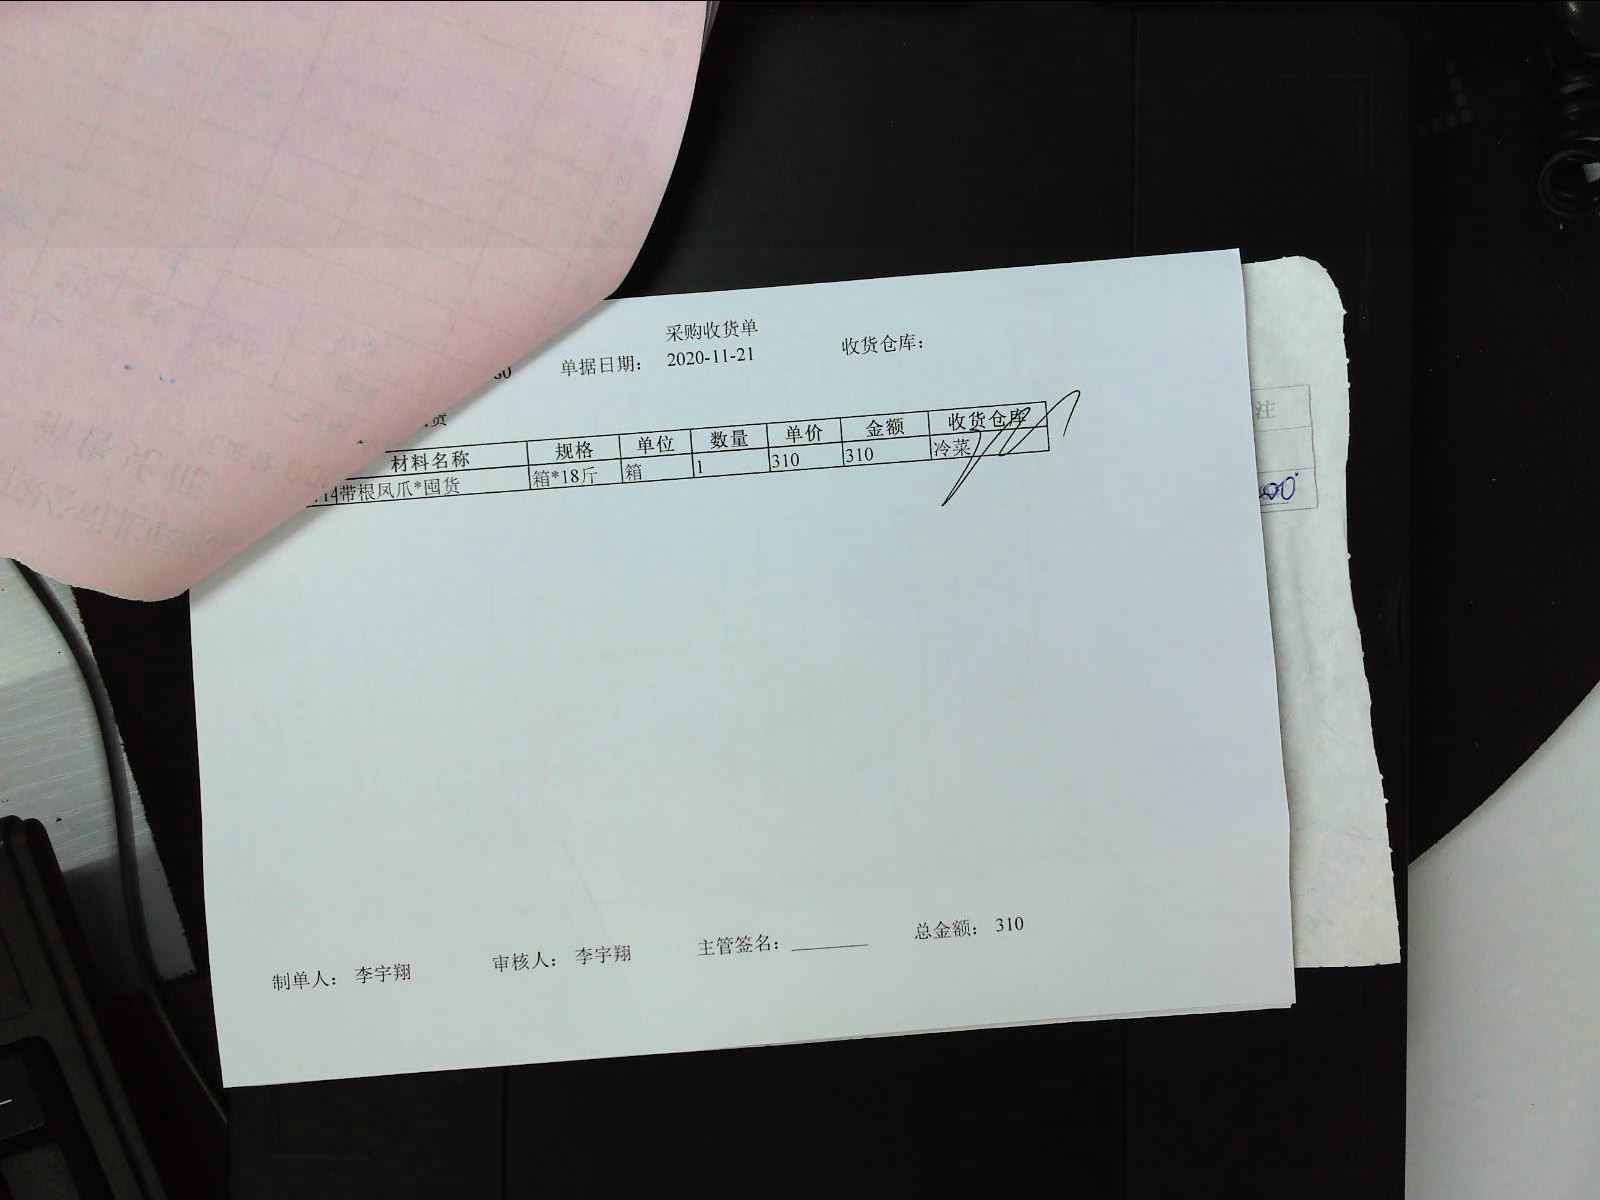 采购收货单
单据日期： 2020-11-21 收货仓库：
材料名称 规格 单位 数量 单价 金额 收货仓库
14带根凤爪*囤货 箱*18斤 箱 1 310 310 冷菜
注
制单人： 李宇翔 审核人： 李宇翔 主管签名： 总金额： 310